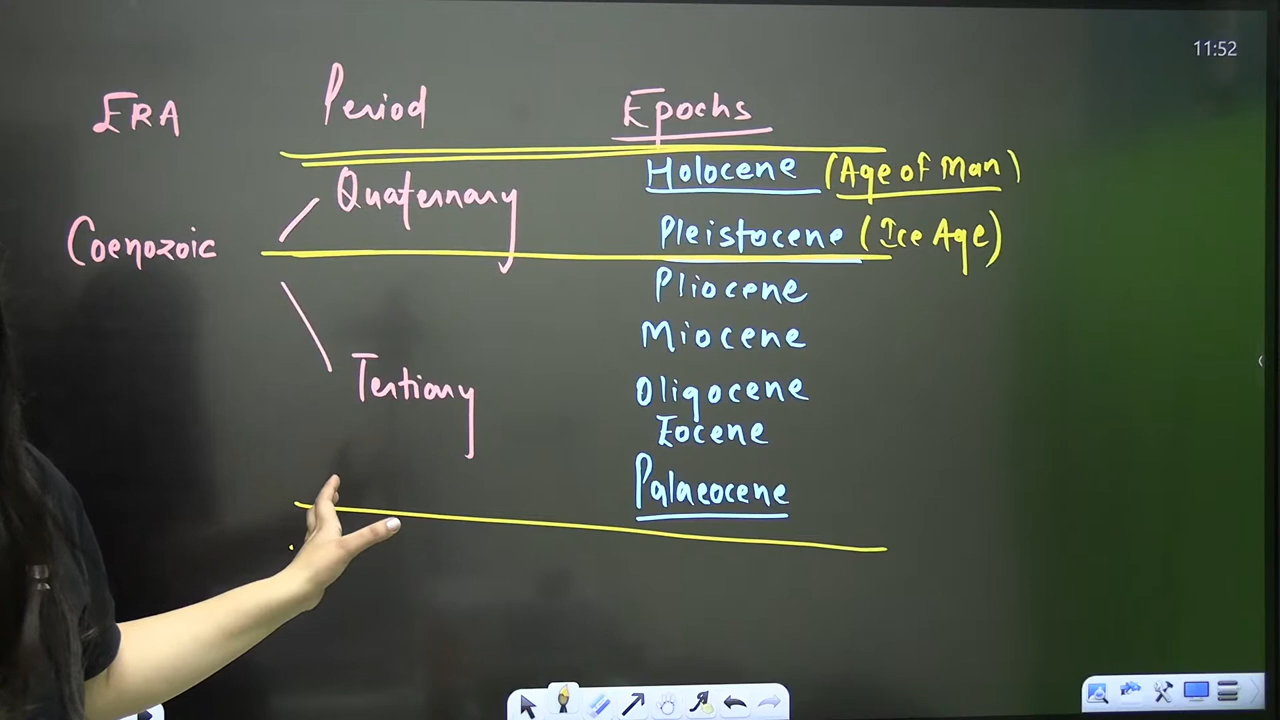 11:52
ERA Period Epochs
Holocene (Age of Man)
Quaternary
Coenozoic Pleistocene (Ice Age)
Pliocene
Miocene
Tertiary Oligocene
Eocene
Palaeocene